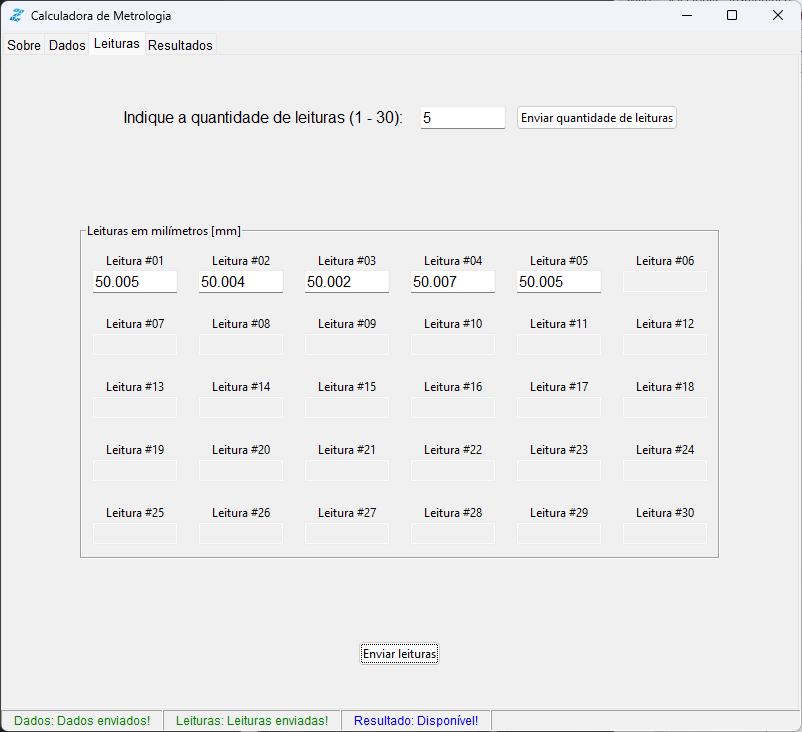 Calculadora de Metrologia
Sobre Dados Leituras Resultados
Indique a quantidade de leituras (1 - 30): 5 Enviar quantidade de leituras
Leituras em milímetros [mm]
Leitura #01 Leitura #02 Leitura #03 Leitura #04 Leitura #05 Leitura #06
50.005 50.004 50.002 50.007 50.005
Leitura #07 Leitura #08 Leitura #09 Leitura #10 Leitura #11 Leitura #12
Leitura #13 Leitura #14 Leitura #15 Leitura #16 Leitura #17 Leitura #18
Leitura #19 Leitura #20 Leitura #21 Leitura #22 Leitura #23 Leitura #24
Leitura #25 Leitura #26 Leitura #27 Leitura #28 Leitura #29 Leitura #30
Enviar leituras
Dados: Dados enviados! Leituras: Leituras enviadas! Resultado: Disponível!